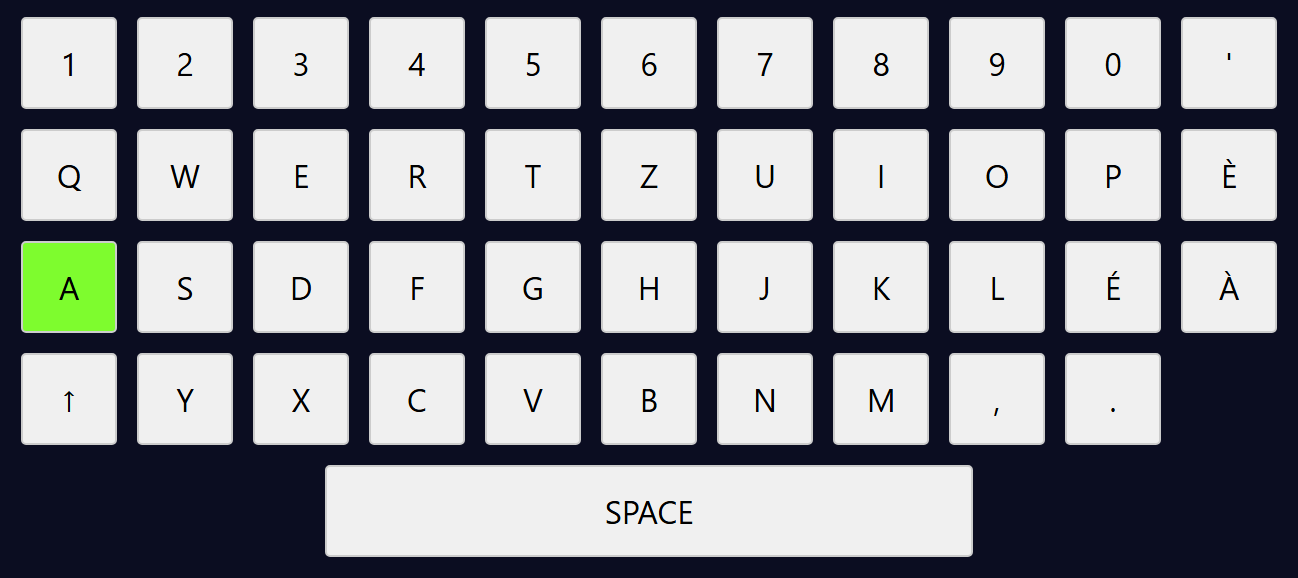 1 2 3 4 5 6 7 8 9 0 '
Q W E R T Z U I O P È
A S D F G H J K L É À
↑ Y X C V B N M , .
SPACE